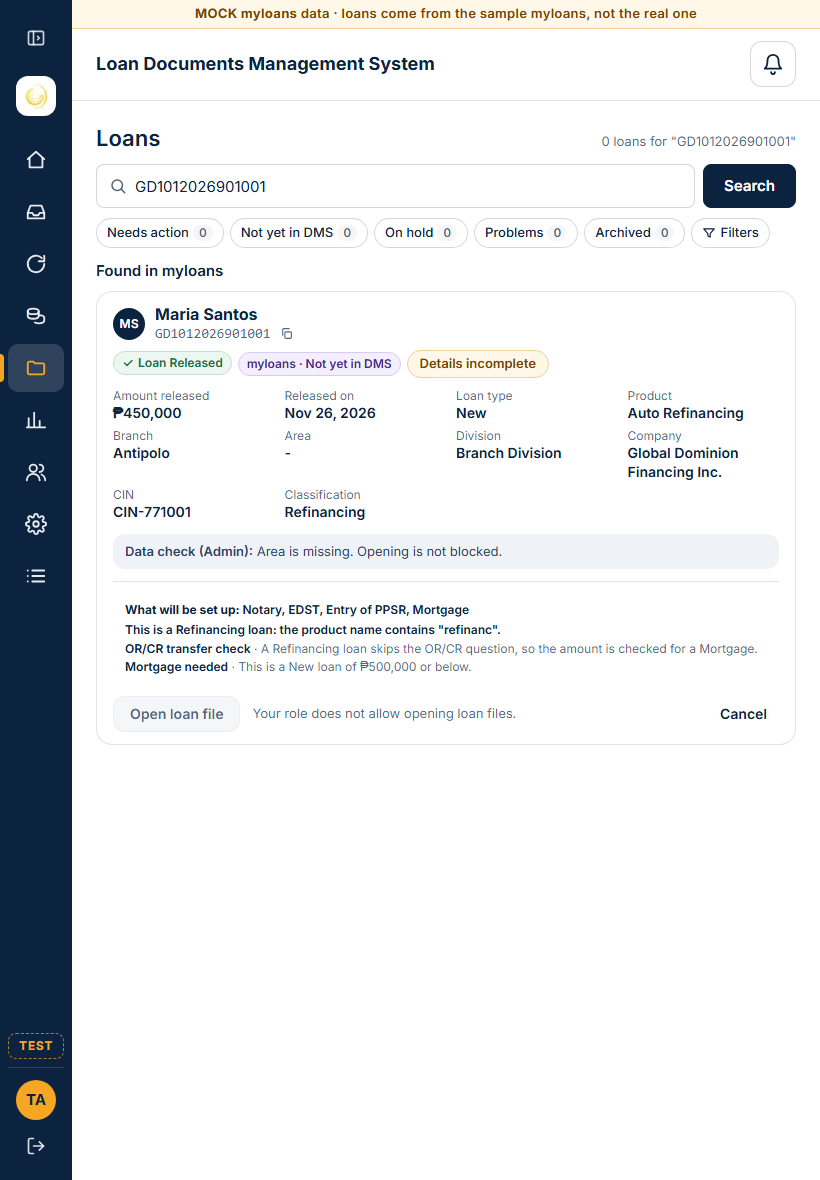 MOCK myloans data · loans come from the sample myloans, not the real one
Loan Documents Management System
Loans
0 loans for "GD1012026901001"
GD1012026901001
Search
Needs action 0
Not yet in DMS 0
On hold 0
Problems 0
Archived 0
Filters
Found in myloans
MS
Maria Santos
GD1012026901001
Loan Released
myloans · Not yet in DMS
Details incomplete
Amount released
₱450,000
Released on
Nov 26, 2026
Loan type
New
Product
Auto Refinancing
Branch
Antipolo
Area
-
Division
Branch Division
Company
Global Dominion
Financing Inc.
CIN
CIN-771001
Classification
Refinancing
Data check (Admin): Area is missing. Opening is not blocked.
What will be set up: Notary, EDST, Entry of PPSR, Mortgage
This is a Refinancing loan: the product name contains "refinanc".
OR/CR transfer check · A Refinancing loan skips the OR/CR question, so the amount is checked for a Mortgage.
Mortgage needed · This is a New loan of ₱500,000 or below.
Open loan file
Your role does not allow opening loan files.
Cancel
TEST
TA